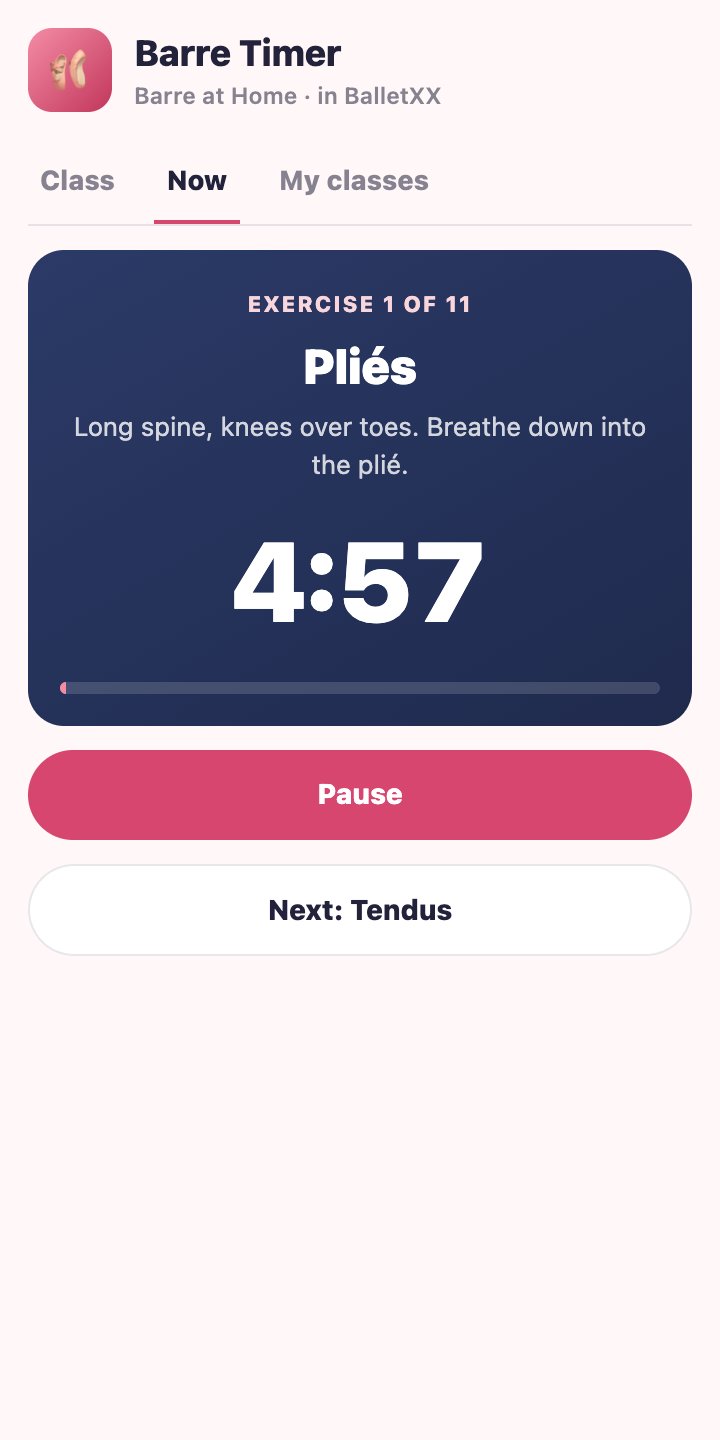 Barre Timer
Barre at Home · in BalletXX
Class Now My classes
EXERCISE 1 OF 11
Pliés
Long spine, knees over toes. Breathe down into
the plié.
4:57
Pause
Next: Tendus